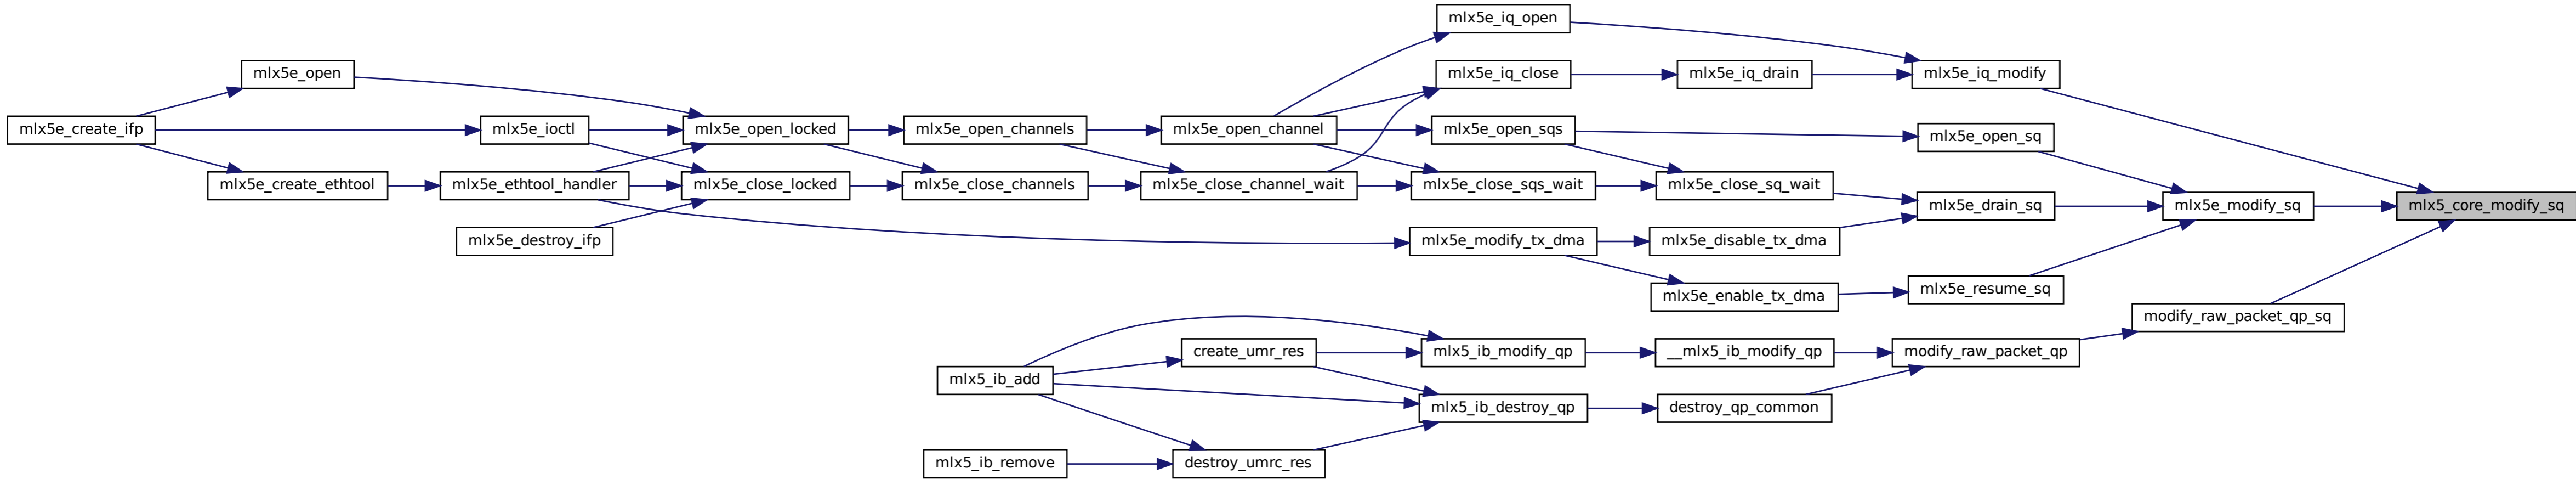 mlx5e_iq_open
mlx5e_open
mlx5e_iq_close
mlx5e_iq_drain
mlx5e_iq_modify
mlx5e_create_ifp
mlx5e_ioctl
mlx5e_open_locked
mlx5e_open_channels
mlx5e_open_channel
mlx5e_open_sqs
mlx5e_open_sq
mlx5e_create_ethtool
mlx5e_ethtool_handler
mlx5e_close_locked
mlx5e_close_channels
mlx5e_close_channel_wait
mlx5e_close_sqs_wait
mlx5e_close_sq_wait
mlx5e_drain_sq
mlx5e_modify_sq
mlx5_core_modify_sq
mlx5e_destroy_ifp
mlx5e_modify_tx_dma
mlx5e_disable_tx_dma
mlx5e_enable_tx_dma
mlx5e_resume_sq
modify_raw_packet_qp_sq
create_umr_res
mlx5_ib_modify_qp
__mlx5_ib_modify_qp
modify_raw_packet_qp
mlx5_ib_add
mlx5_ib_destroy_qp
destroy_qp_common
mlx5_ib_remove
destroy_umrc_res